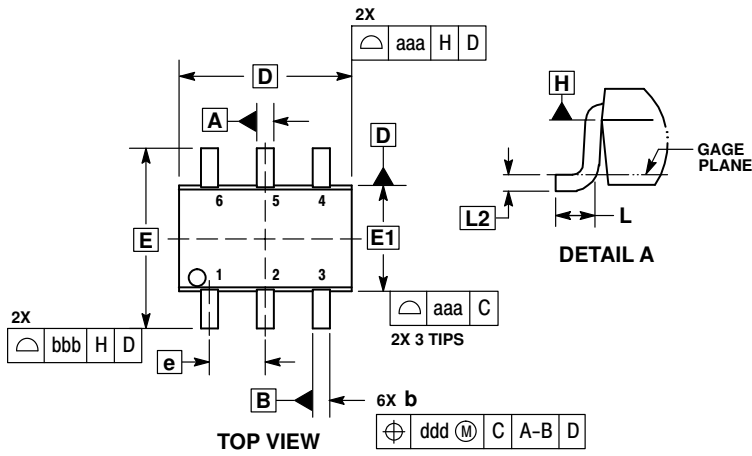 2X
aaa H D
D
A
D
6 5 4
E
E1
1 2 3
aaa C
2X 3 TIPS
2X
bbb H D
e
B
6X b
ddd Ⓜ C A-B D
TOP VIEW
H
GAGE
PLANE
L2
L
DETAIL A